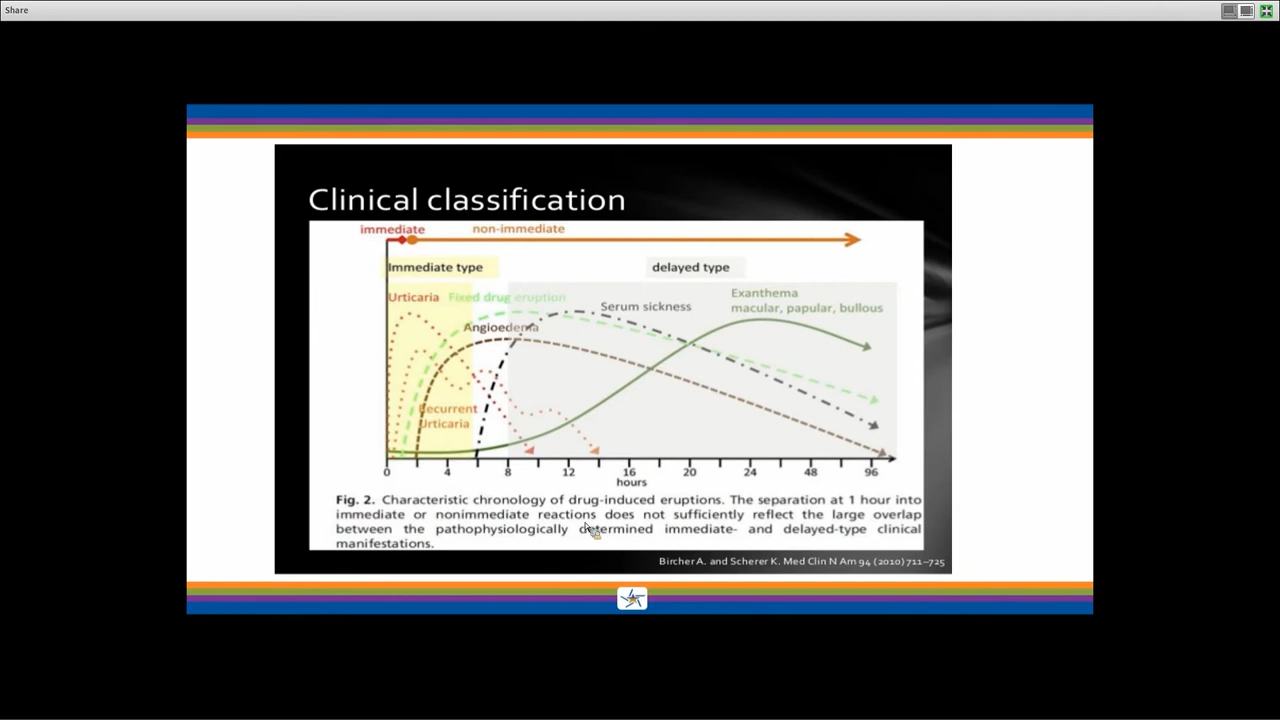 Share
Clinical classification
immediate
non-immediate
Immediate type
delayed type
Urticaria
Fixed drug eruption
Serum sickness
Exanthema
macular, papular, bullous
Angioedema
Recurrent
Urticaria
0 4 8 12 16 20 24 48 96
hours
Fig. 2. Characteristic chronology of drug-induced eruptions. The separation at 1 hour into
immediate or nonimmediate reactions does not sufficiently reflect the large overlap
between the pathophysiologically determined immediate- and delayed-type clinical
manifestations.
Bircher A. and Scherer K. Med Clin N Am 94 (2010) 711–725